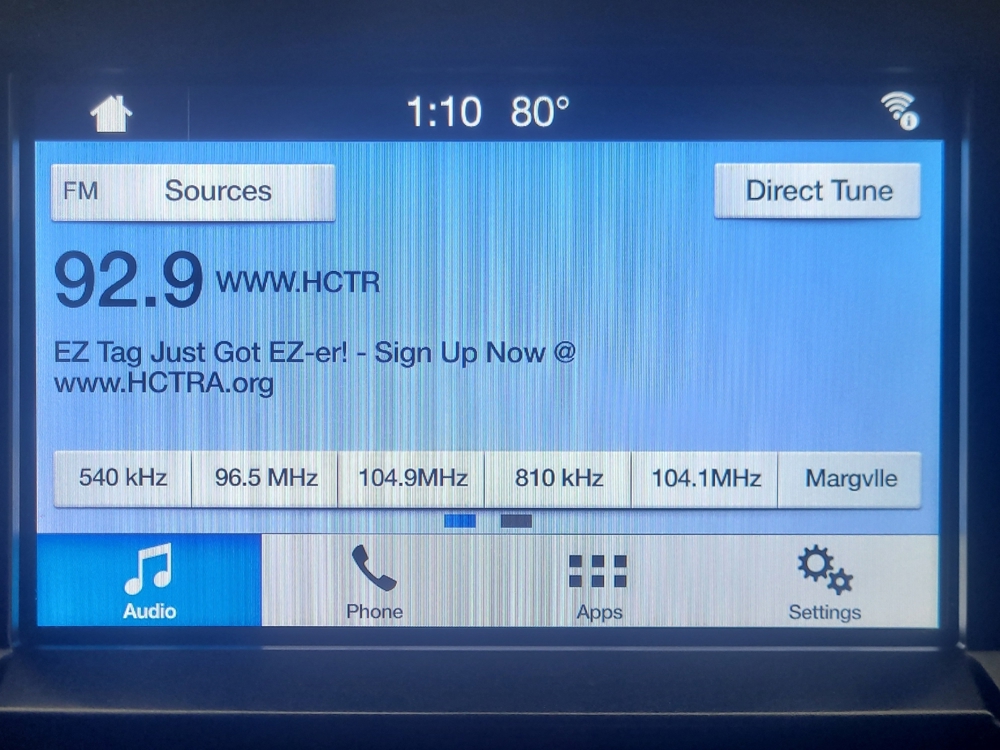 1:10 80°
FM Sources Direct Tune
92.9 WWW.HCTR
EZ Tag Just Got EZ-er! - Sign Up Now @
www.HCTRA.org
540 kHz 96.5 MHz 104.9MHz 810 kHz 104.1MHz Margvlle
Audio Phone Apps Settings